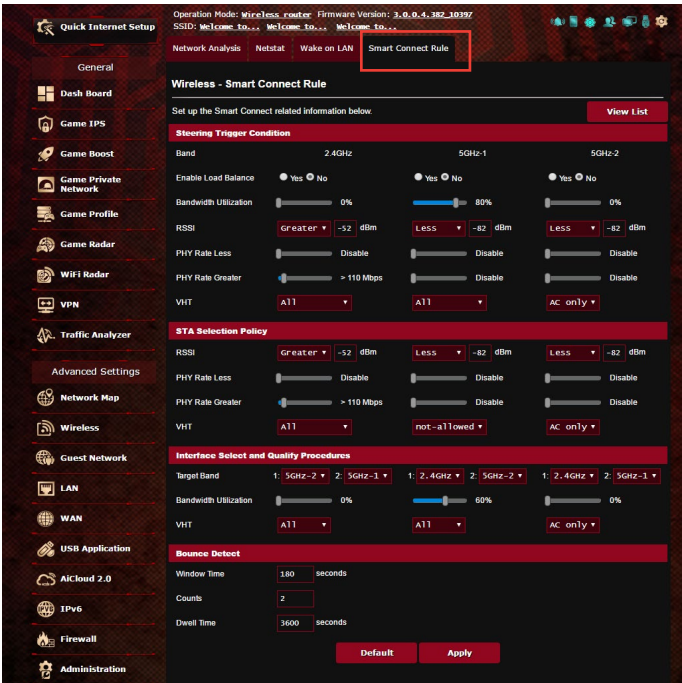 Operation Mode: Wireless router Firmware Version: 3.0.0.4.382_10397
SSID: Welcome to... Welcome to... Welcome to...
Quick Internet Setup
General
Dash Board
Game IPS
Game Boost
Game Private
Network
Game Profile
Game Radar
WiFi Radar
VPN
Traffic Analyzer
Advanced Settings
Network Map
Wireless
Guest Network
LAN
WAN
USB Application
AiCloud 2.0
IPv6
Firewall
Administration
Network Analysis Netstat Wake on LAN Smart Connect Rule
Wireless - Smart Connect Rule
Set up the Smart Connect related information below. View List
Steering Trigger Condition
Band 2.4GHz 5GHz-1 5GHz-2
Enable Load Balance Yes No Yes No Yes No
Bandwidth Utilization 0% 80% 0%
RSSI Greater -52 dBm Less -82 dBm Less -82 dBm
PHY Rate Less Disable Disable Disable
PHY Rate Greater > 110 Mbps Disable Disable
VHT All All AC only
STA Selection Policy
RSSI Greater -52 dBm Less -82 dBm Less -82 dBm
PHY Rate Less Disable Disable Disable
PHY Rate Greater > 110 Mbps Disable Disable
VHT All not-allowed AC only
Interface Select and Qualify Procedures
Target Band 1: 5GHz-2 2: 5GHz-1 1: 2.4GHz 2: 5GHz-2 1: 2.4GHz 2: 5GHz-1
Bandwidth Utilization 0% 60% 0%
VHT All All AC only
Bounce Detect
Window Time 180 seconds
Counts 2
Dwell Time 3600 seconds
Default Apply